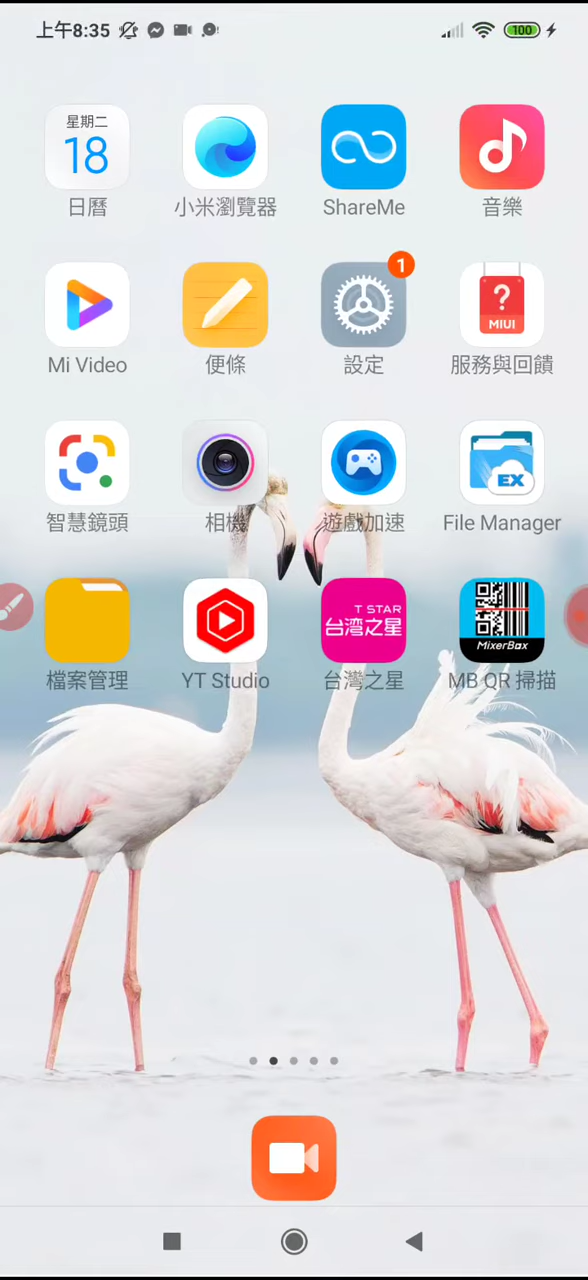 上午8:35
100
星期二
18
日曆
小米瀏覽器
ShareMe
音樂
1
?
MIUI
Mi Video
便條
設定
服務與回饋
EX
智慧鏡頭
相機
遊戲加速
File Manager
T STAR
台灣之星
MixerBox
檔案管理
YT Studio
台灣之星
MB QR 掃描